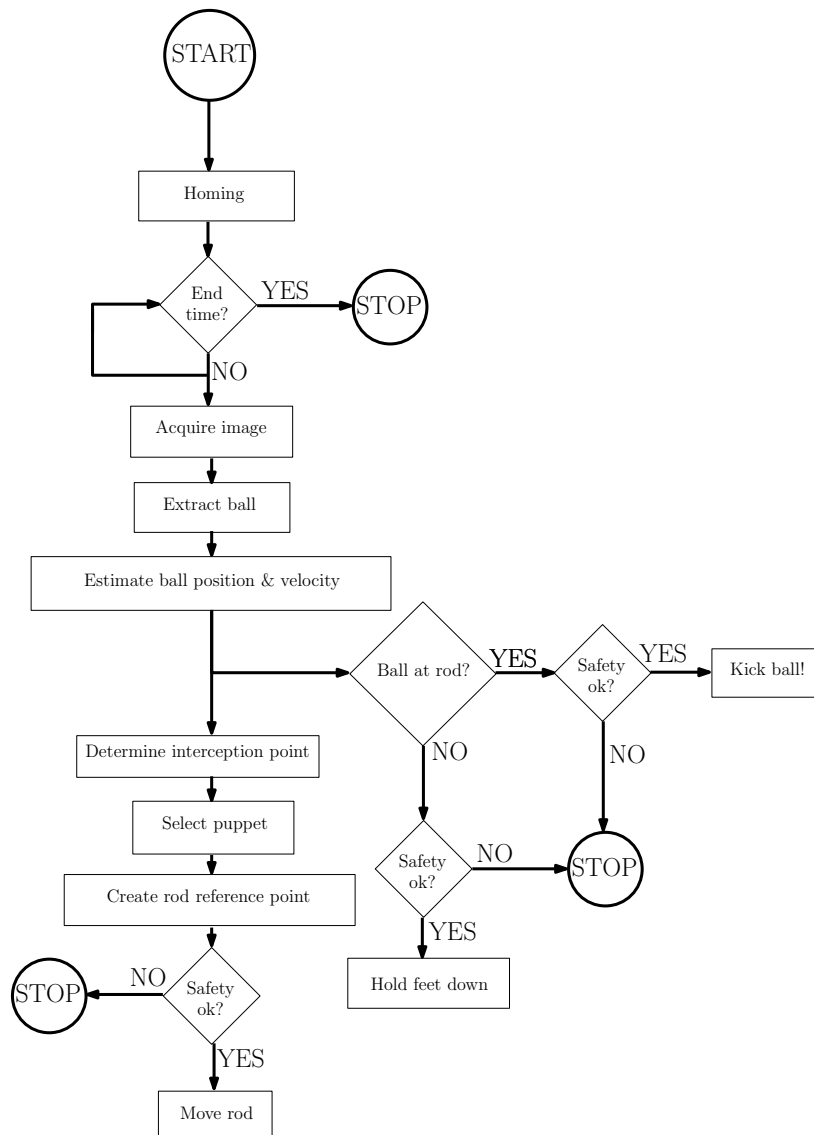 START
Homing
End
time?
YES
STOP
NO
Acquire image
Extract ball
Estimate ball position & velocity
Ball at rod?
YES
Safety
ok?
YES
Kick ball!
NO
NO
Determine interception point
Select puppet
Safety
ok?
NO
STOP
Create rod reference point
YES
Hold feet down
STOP
NO
Safety
ok?
YES
Move rod